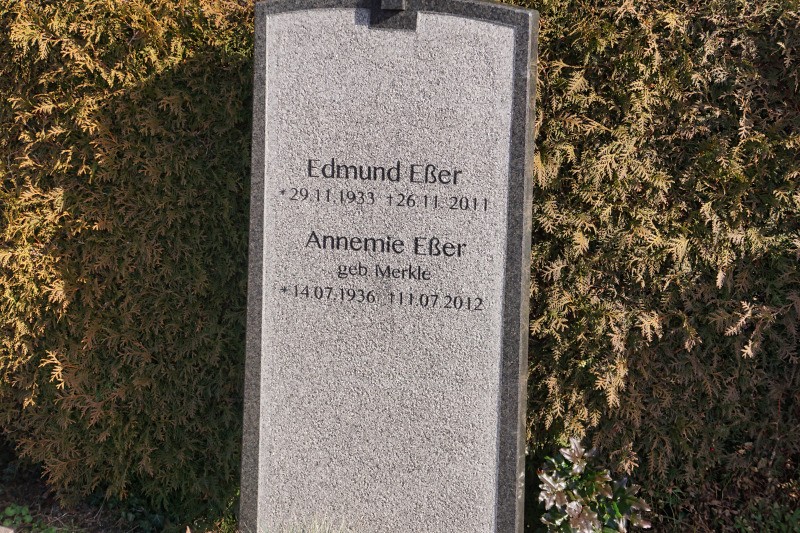 Edmund Eßer
*29.11.1933 †26.11.2011
Annemie Eßer
geb. Merkle
*14.07.1936 †11.07.2012